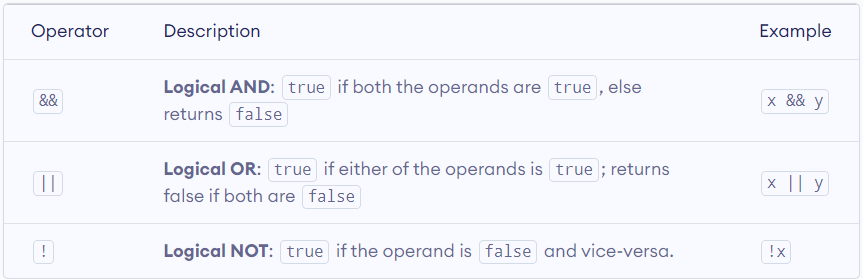 Operator Description Example
&& Logical AND: true if both the operands are true, else x && y
returns false
|| Logical OR: true if either of the operands is true; returns x || y
false if both are false
! Logical NOT: true if the operand is false and vice-versa. !x